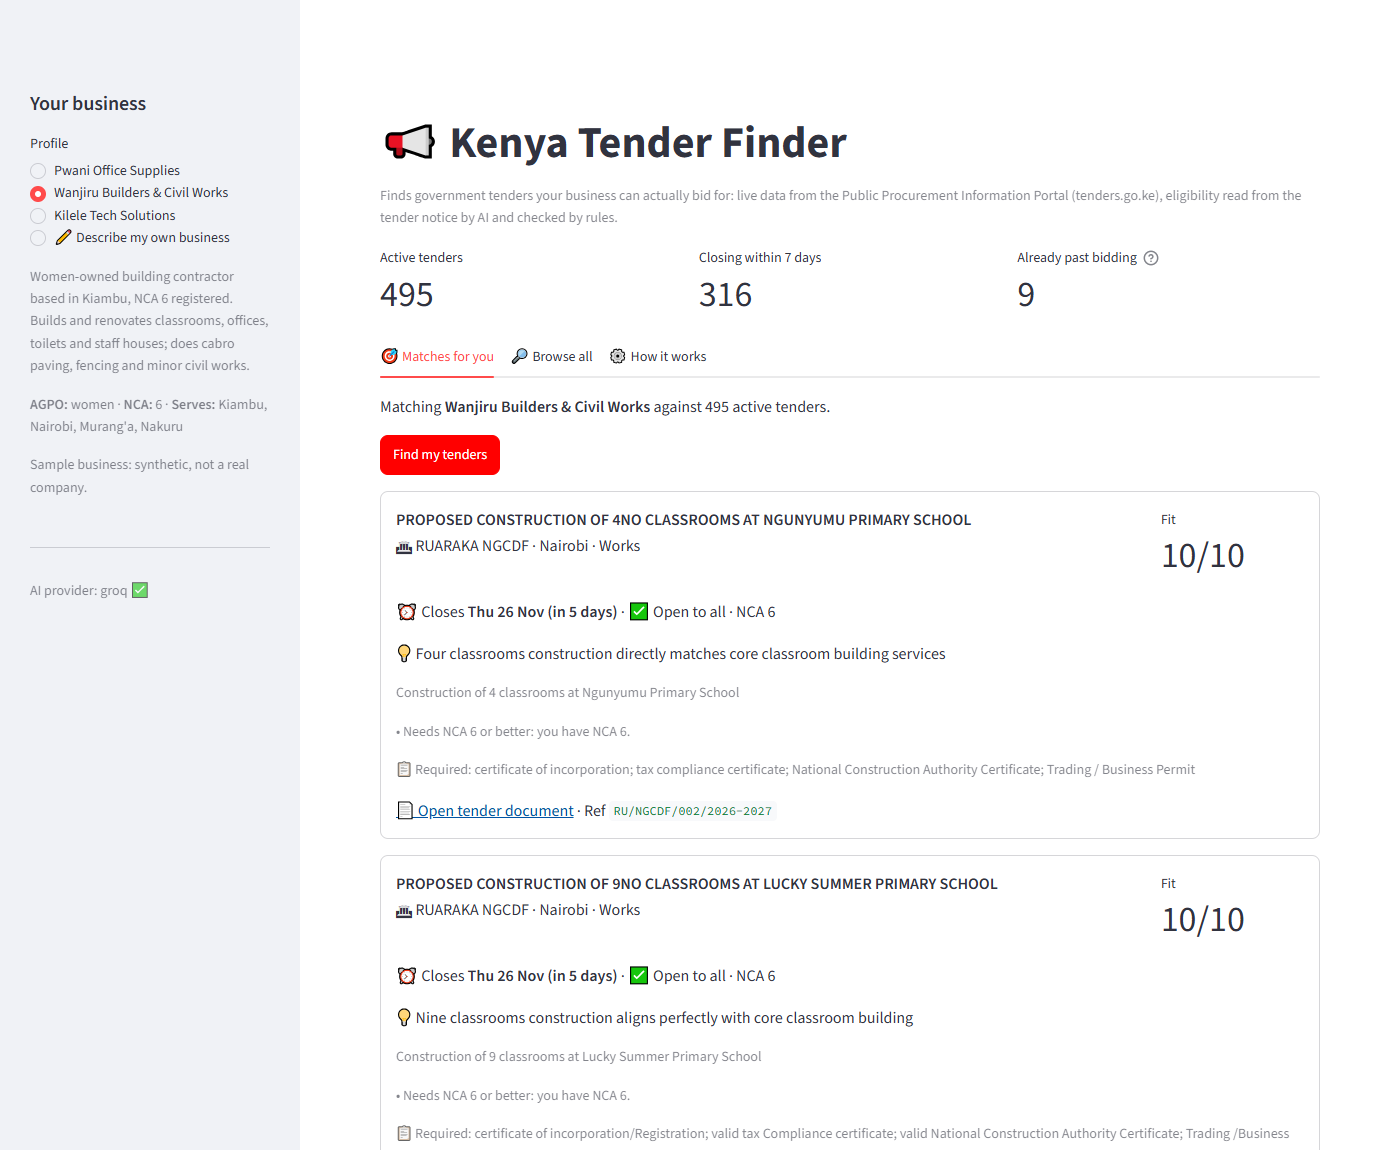 Your business
Profile
Pwani Office Supplies
Wanjiru Builders & Civil Works
Kilele Tech Solutions
Describe my own business
Women-owned building contractor
based in Kiambu, NCA 6 registered.
Builds and renovates classrooms, offices,
toilets and staff houses; does cabro
paving, fencing and minor civil works.
AGPO: women · NCA: 6 · Serves: Kiambu,
Nairobi, Murang'a, Nakuru
Sample business: synthetic, not a real
company.
AI provider: groq ✅
Kenya Tender Finder
Finds government tenders your business can actually bid for: live data from the Public Procurement Information Portal (tenders.go.ke), eligibility read from the
tender notice by AI and checked by rules.
Active tenders
495
Closing within 7 days
316
Already past bidding
9
Matches for you
Browse all
How it works
Matching Wanjiru Builders & Civil Works against 495 active tenders.
Find my tenders
PROPOSED CONSTRUCTION OF 4NO CLASSROOMS AT NGUNYUMU PRIMARY SCHOOL
RUARAKA NGCDF · Nairobi · Works
Fit
10/10
Closes Thu 26 Nov (in 5 days) · ✅ Open to all · NCA 6
Four classrooms construction directly matches core classroom building services
Construction of 4 classrooms at Ngunyumu Primary School
• Needs NCA 6 or better: you have NCA 6.
Required: certificate of incorporation; tax compliance certificate; National Construction Authority Certificate; Trading / Business Permit
Open tender document · Ref RU/NGCDF/002/2026-2027
PROPOSED CONSTRUCTION OF 9NO CLASSROOMS AT LUCKY SUMMER PRIMARY SCHOOL
RUARAKA NGCDF · Nairobi · Works
Fit
10/10
Closes Thu 26 Nov (in 5 days) · ✅ Open to all · NCA 6
Nine classrooms construction aligns perfectly with core classroom building
Construction of 9 classrooms at Lucky Summer Primary School
• Needs NCA 6 or better: you have NCA 6.
Required: certificate of incorporation/Registration; valid tax Compliance certificate; valid National Construction Authority Certificate; Trading /Business